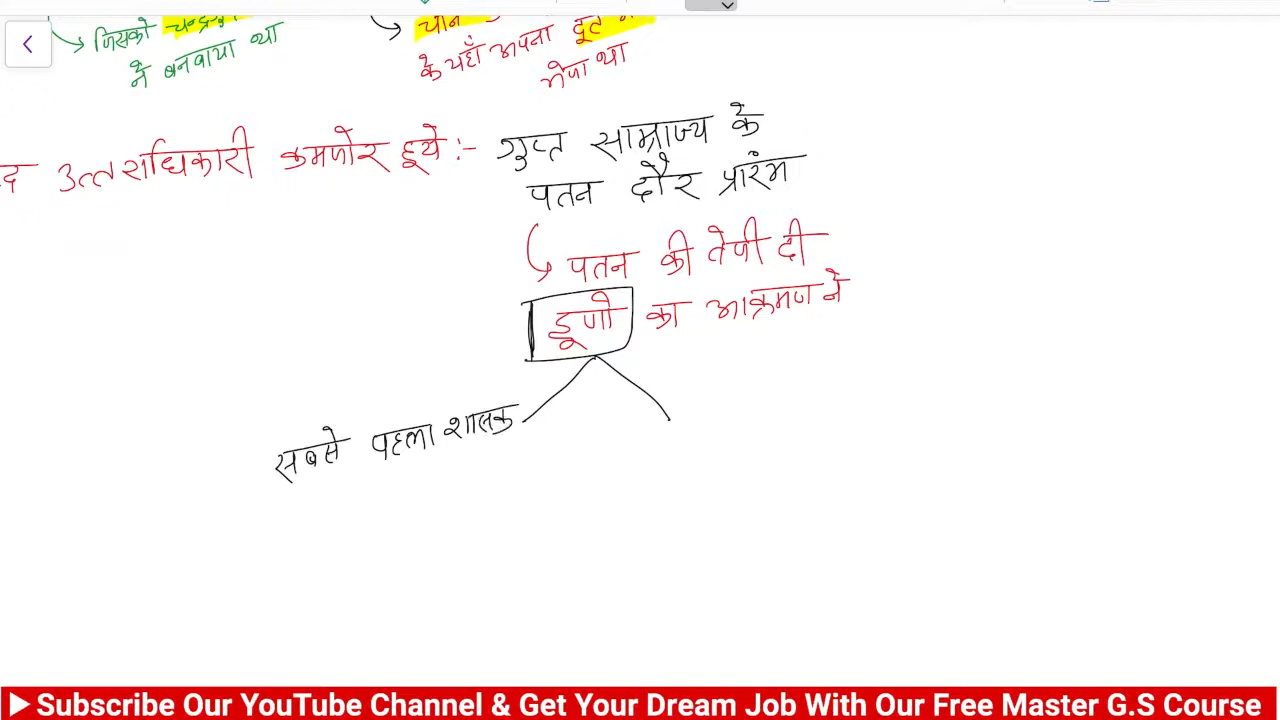 जिसको
ने बनवाया था
चीन
के यहाँ अपना दूत
भेजा था
उत्तराधिकारी कमजोर हुये :- गुप्त साम्राज्य के
पतन दौर प्रारंभ
पतन की तेजी दी
हूणो का आक्रमण ने
सबसे पहला शासक
Subscribe Our YouTube Channel & Get Your Dream Job With Our Free Master G.S Course